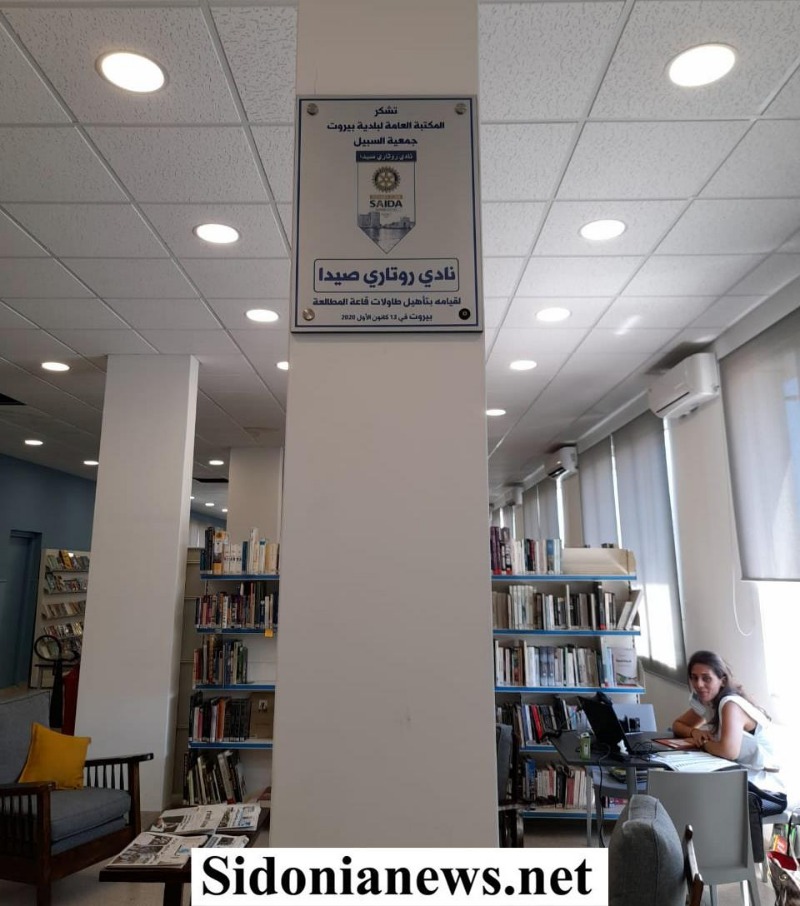 تشكر
المكتبة العامة لبلدية بيروت
جمعية السبيل
نادي روتاري صيدا
SAIDA
نادي روتاري صيدا
لقيامه بتأهيل طاولات قاعة المطالعة
بيروت في 13 كانون الأول 2020
Sidonianews.net